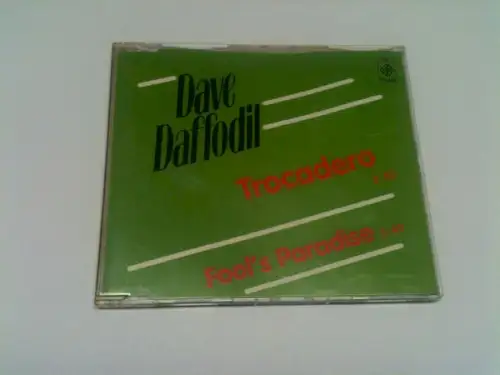 Dave
Daffodil
Trocadero
Fool's Paradise